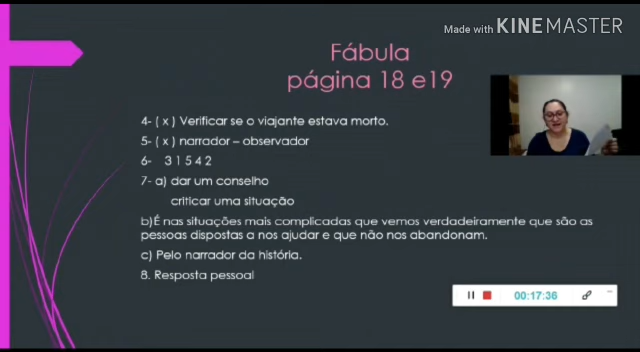 Made with KINEMASTER
Fábula
página 18 e19
4- ( x ) Verificar se o viajante estava morto.
5- ( x ) narrador – observador
6- 3 1 5 4 2
7- a) dar um conselho
criticar uma situação
b)É nas situações mais complicadas que vemos verdadeiramente que são as
pessoas dispostas a nos ajudar e que não nos abandonam.
c) Pelo narrador da história.
8. Resposta pessoal
00:17:36